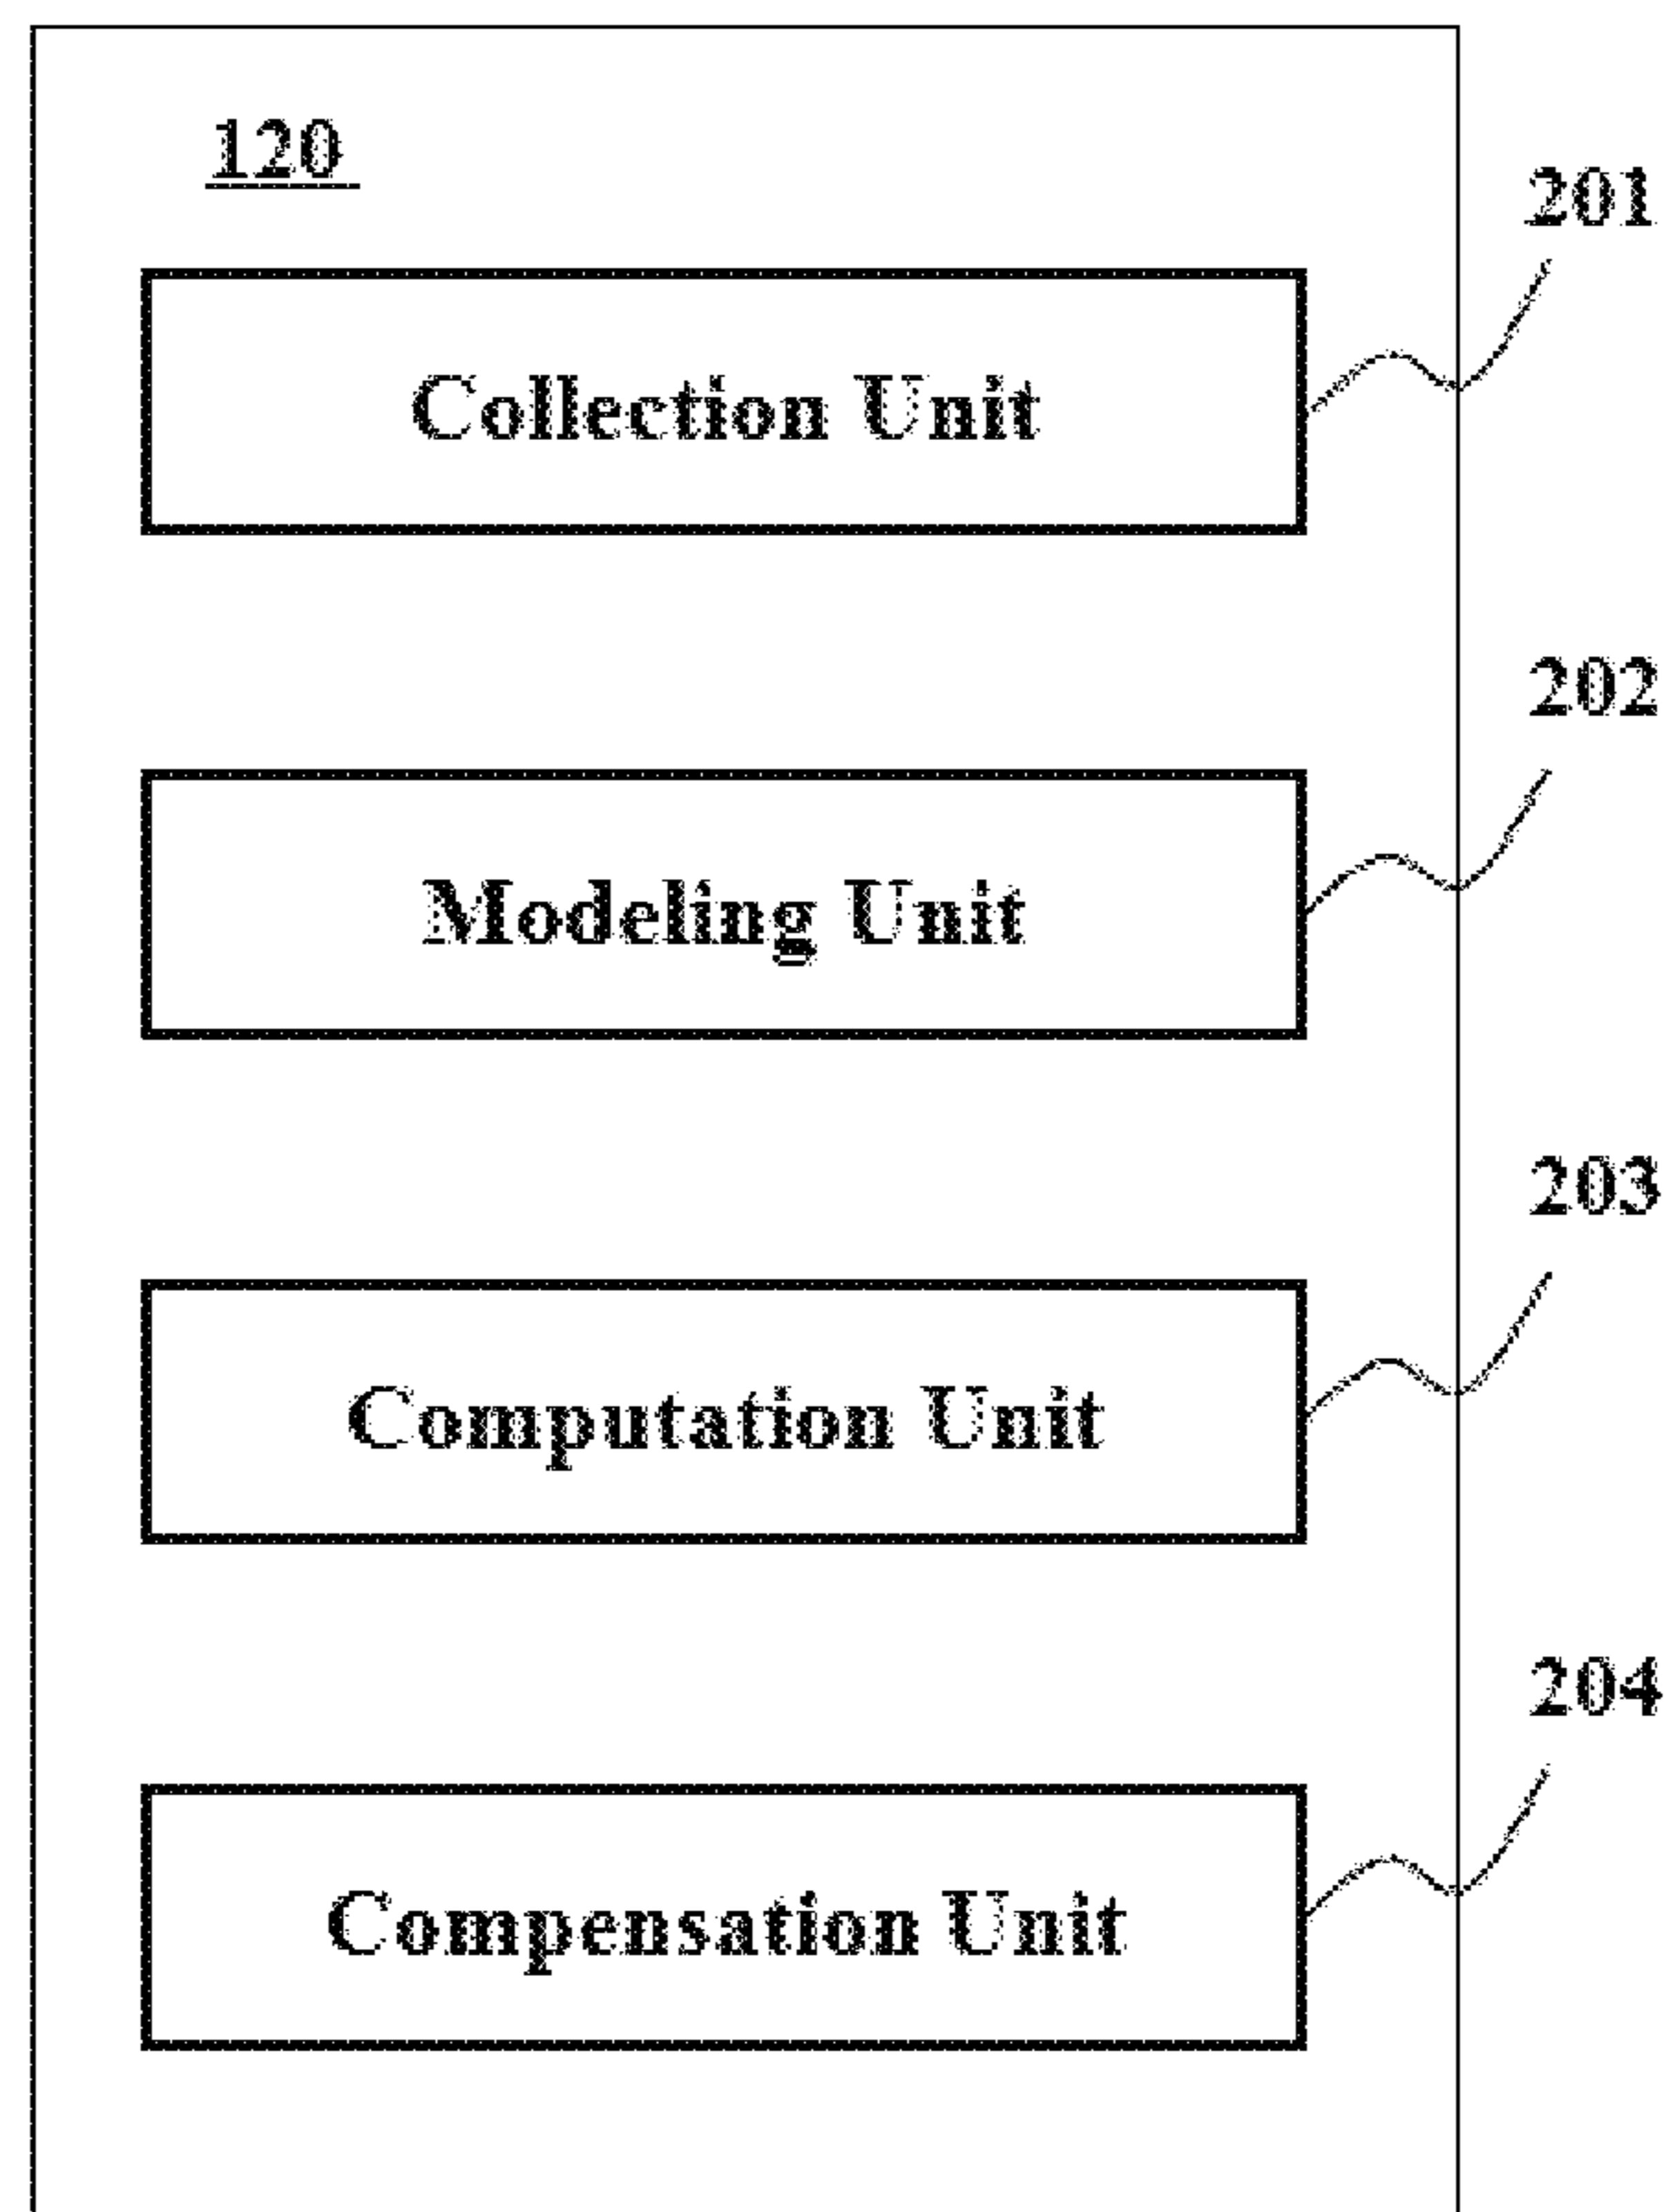 120
201
Collection Unit
202
Modeling Unit
203
Computation Unit
204
Compensation Unit